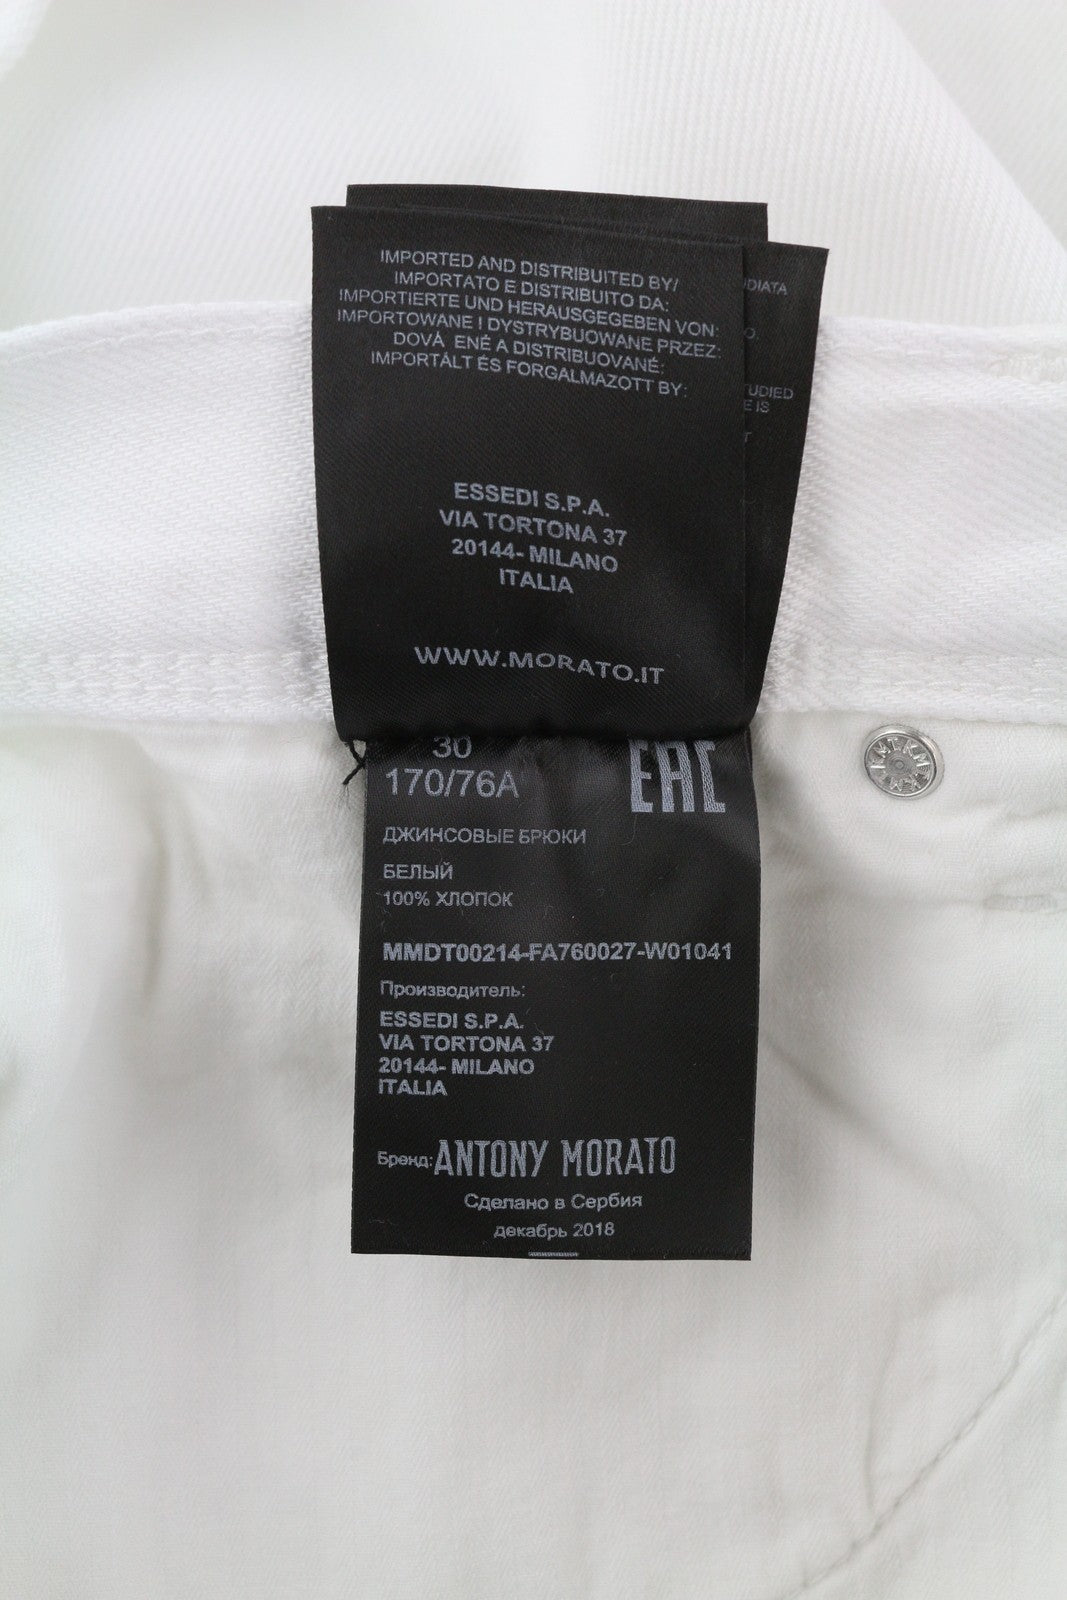 IMPORTED AND DISTRIBUITED BY/
IMPORTATO E DISTRIBUITO DA:
IMPORTIERTE UND HERAUSGEGEBEN VON:
IMPORTOWANE I DYSTRYBUOWANE PRZEZ:
DOVÁ ENÉ A DISTRIBUOVANÉ:
IMPORTÁLT ÉS FORGALMAZOTT BY:
ESSEDI S.P.A.
VIA TORTONA 37
20144- MILANO
ITALIA
WWW.MORATO.IT
30
170/76A
EAC
ДЖИНСОВЫЕ БРЮКИ
БЕЛЫЙ
100% ХЛОПОК
MMDT00214-FA760027-W01041
Производитель:
ESSEDI S.P.A.
VIA TORTONA 37
20144- MILANO
ITALIA
Бренд: ANTONY MORATO
Сделано в Сербия
декабрь 2018